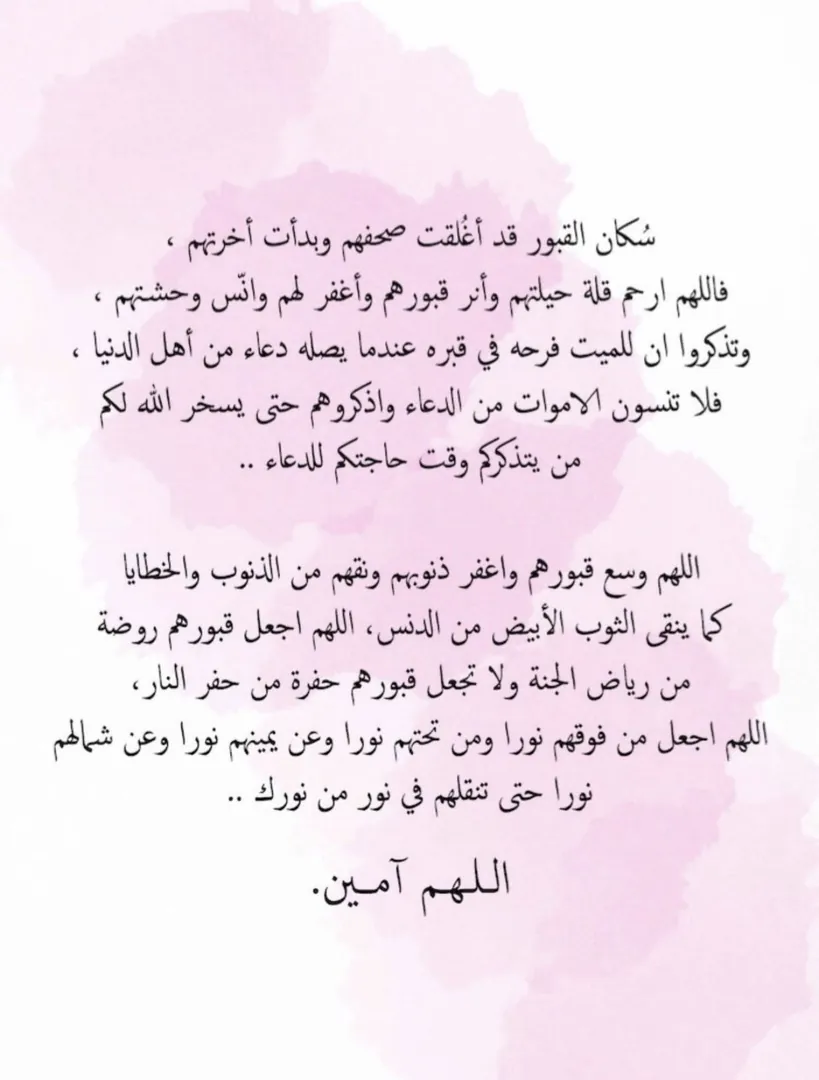 سُكان القبور قد أغُلقت صحفهم وبدأت أخرتهم ،
فاللهم ارحم قلة حيلتهم وأنر قبورهم وأغفر لهم وانّس وحشتهم ،
وتذكروا ان للميت فرحه في قبره عندما يصله دعاء من أهل الدنيا ،
فلا تنسون الاموات من الدعاء واذكروهم حتى يسخر الله لكم
من يتذكركم وقت حاجتكم للدعاء ..
اللهم وسع قبورهم واغفر ذنوبهم ونقهم من الذنوب والخطايا
كما ينقى الثوب الأبيض من الدنس، اللهم اجعل قبورهم روضة
من رياض الجنة ولا تجعل قبورهم حفرة من حفر النار،
اللهم اجعل من فوقهم نورا ومن تحتهم نورا وعن يمينهم نورا وعن شمالهم
نورا حتى تنقلهم في نور من نورك ..
اللهم آمين.